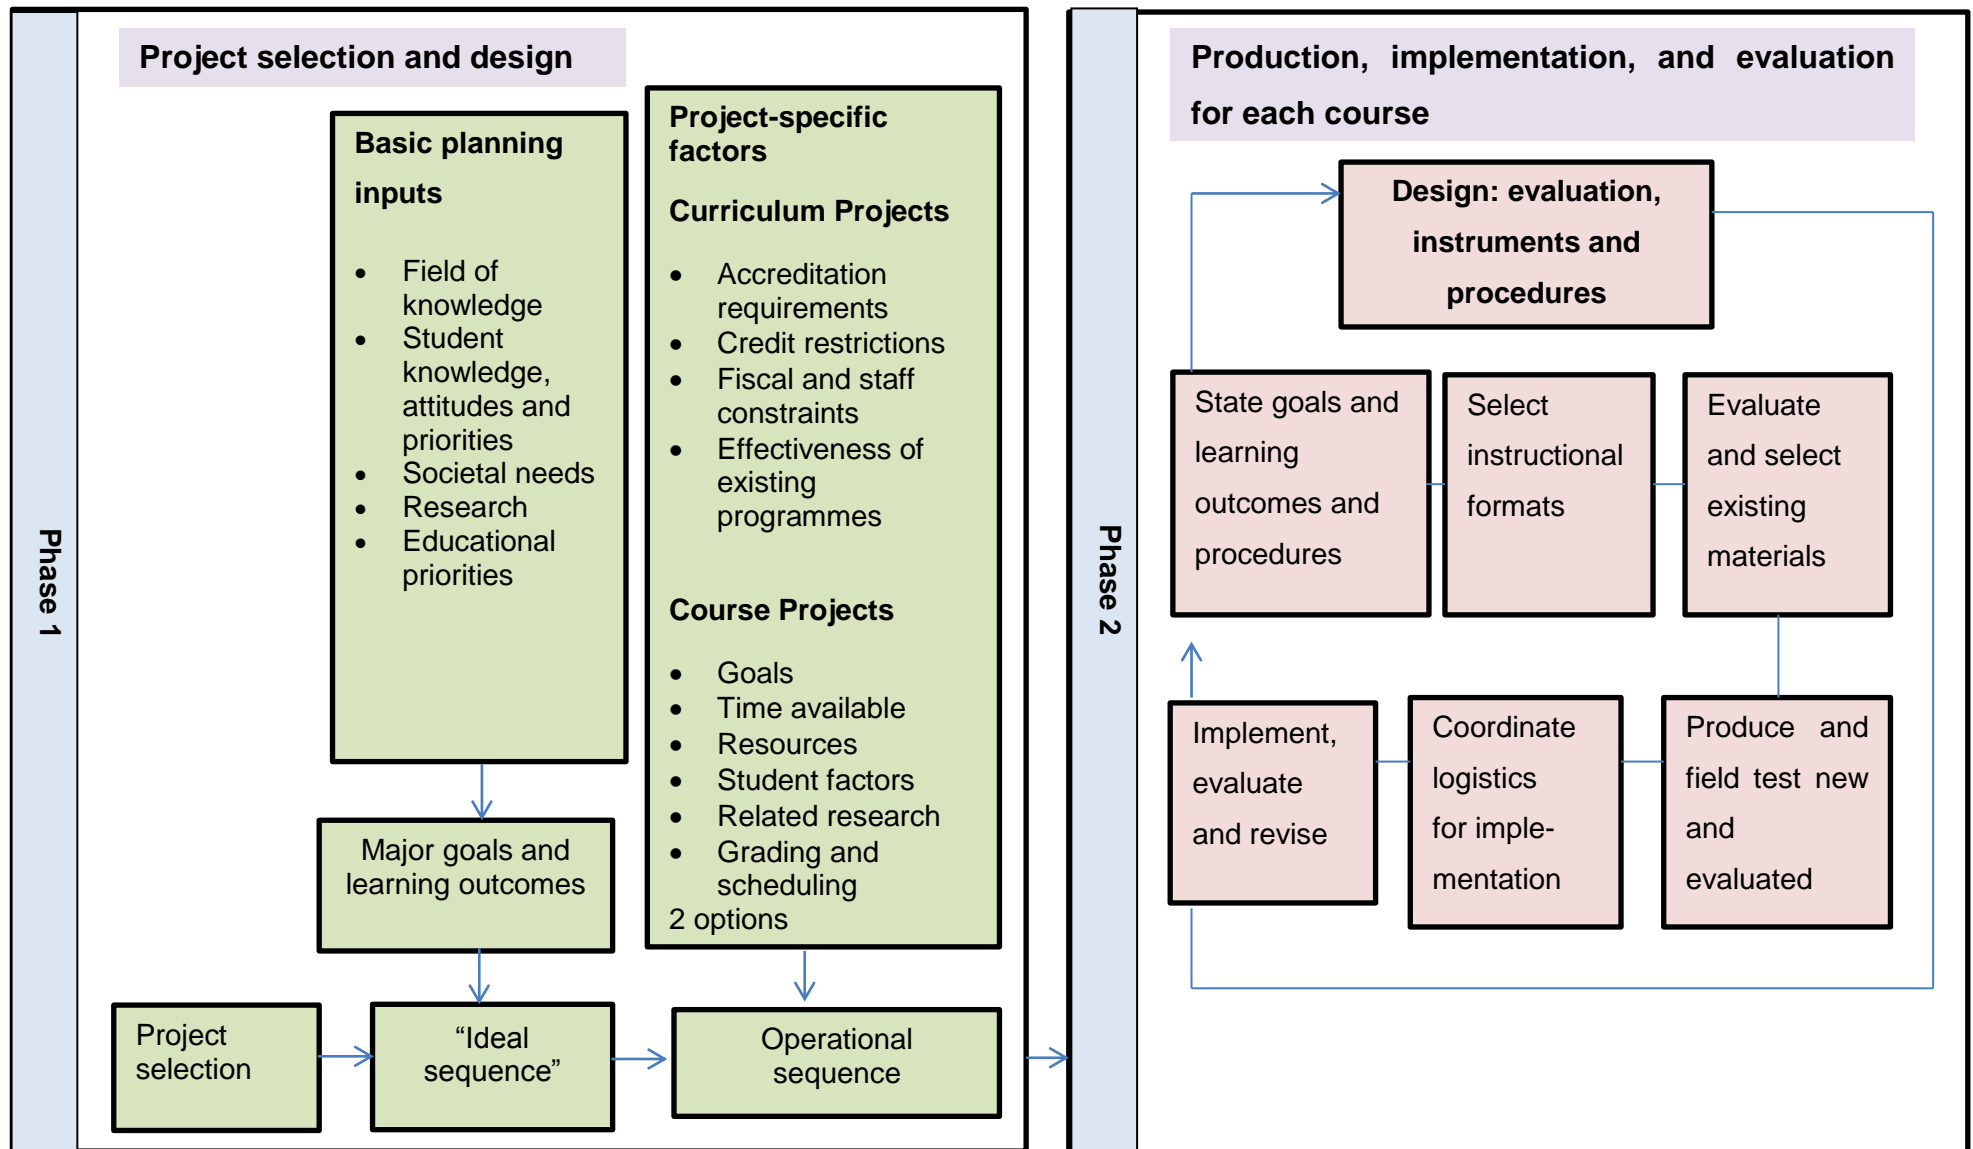 Phase 1
Project selection and design
Basic planning
inputs
• Field of
knowledge
• Student
knowledge,
attitudes and
priorities
• Societal needs
• Research
• Educational
priorities
Project-specific
factors
Curriculum Projects
• Accreditation
requirements
• Credit restrictions
• Fiscal and staff
constraints
• Effectiveness of
existing
programmes
Course Projects
• Goals
• Time available
• Resources
• Student factors
• Related research
• Grading and
scheduling
2 options
Major goals and
learning outcomes
Project
selection
“Ideal
sequence”
Operational
sequence
Phase 2
Production, implementation, and evaluation
for each course
Design: evaluation,
instruments and
procedures
State goals and
learning
outcomes and
procedures
Select
instructional
formats
Evaluate
and select
existing
materials
Implement,
evaluate
and revise
Coordinate
logistics
for imple-
mentation
Produce and
field test new
and
evaluated